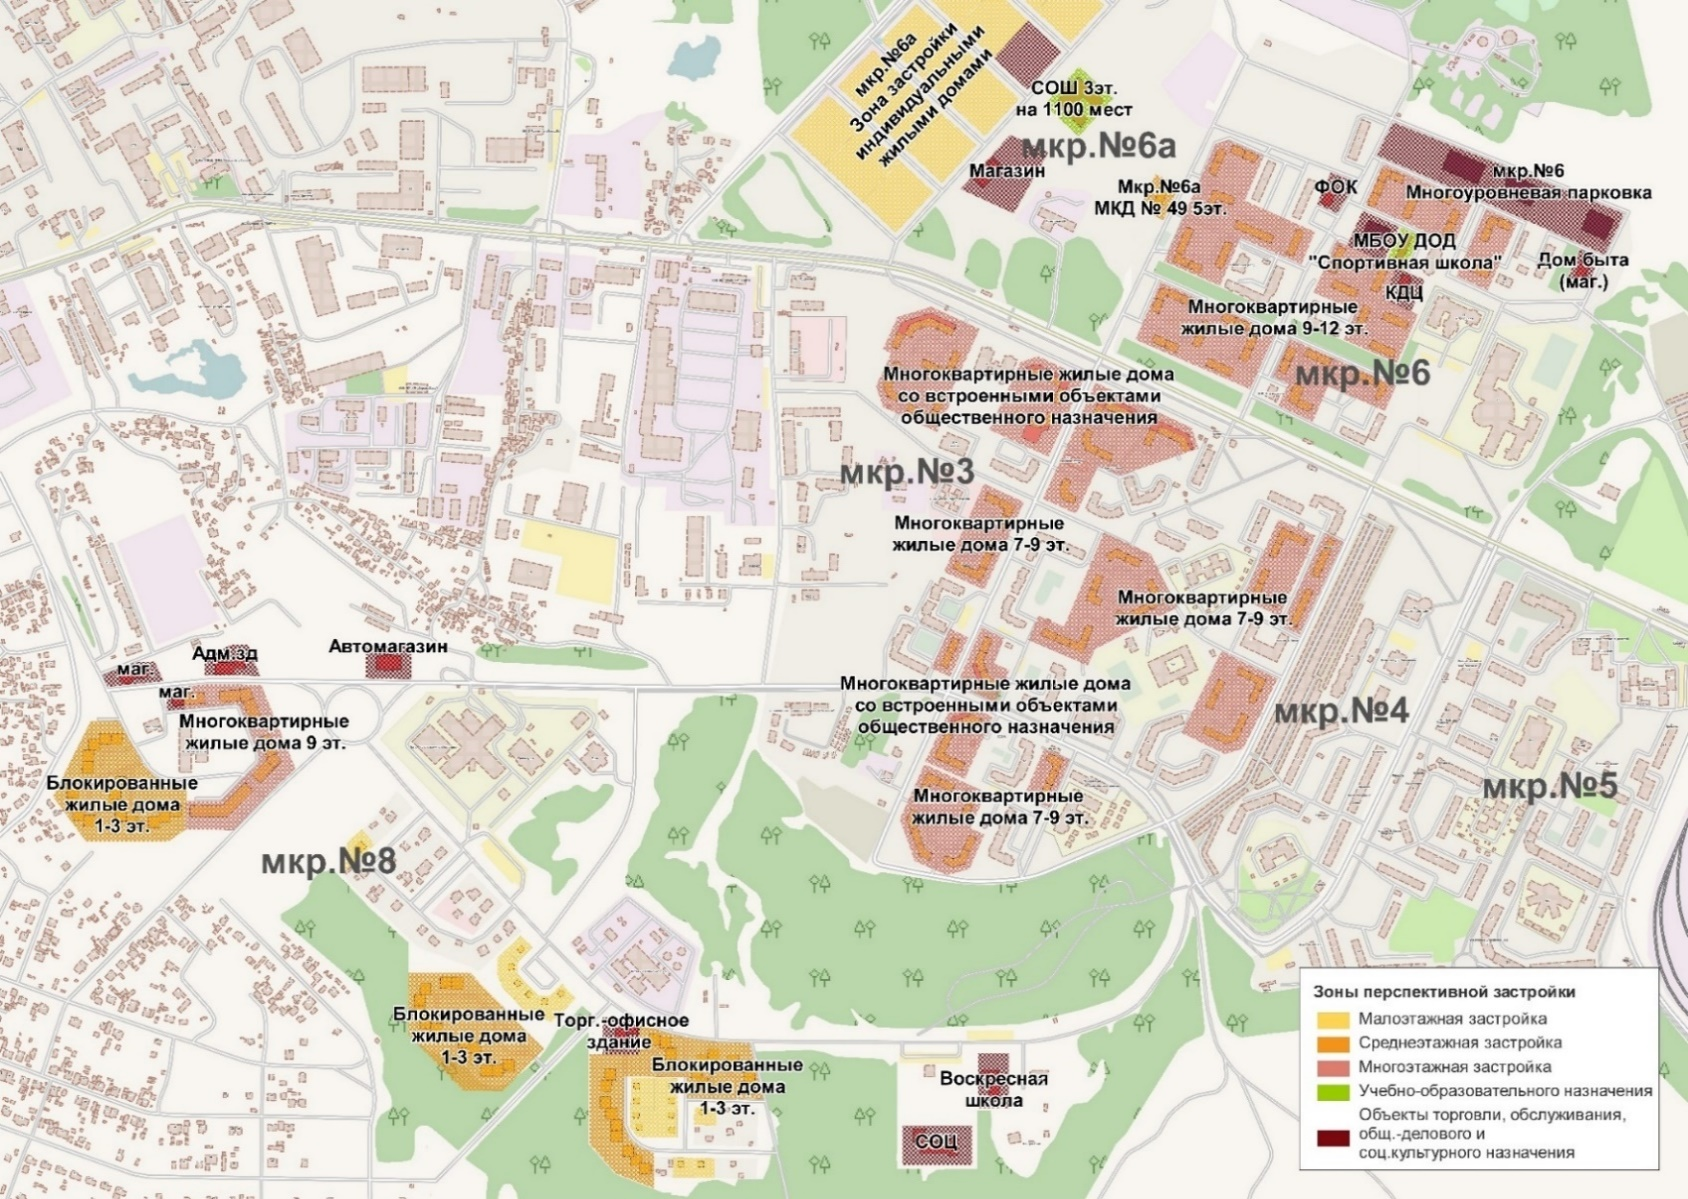 мкр.№6а
Зона застройки
индивидуальными
жилыми домами
СОШ 3эт.
на 1100 мест
мкр.№6а
Магазин
Мкр.№6а
МКД № 49 5эт.
ФОК
мкр.№6
Многоуровневая парковка
МБОУ ДОД
"Спортивная школа"
Дом быта
(маг.)
КДЦ
Многоквартирные
жилые дома 9-12 эт.
мкр.№6
Многоквартирные жилые дома
со встроенными объектами
общественного назначения
мкр.№3
Многоквартирные
жилые дома 7-9 эт.
Многоквартирные
жилые дома 7-9 эт.
Автомагазин
Адм.зд
маг.
маг.
Многоквартирные
жилые дома 9 эт.
Многоквартирные жилые дома
со встроенными объектами
общественного назначения
мкр.№4
Блокированные
жилые дома
1-3 эт.
мкр.№5
Многоквартирные
жилые дома 7-9 эт.
мкр.№8
Блокированные
жилые дома
1-3 эт.
Торг.-офисное
здание
Блокированные
жилые дома
1-3 эт.
Воскресная
школа
СОЦ
Зоны перспективной застройки
Малоэтажная застройка
Среднеэтажная застройка
Многоэтажная застройка
Учебно-образовательного назначения
Объекты торговли, обслуживания,
общ.-делового и
соц.культурного назначения